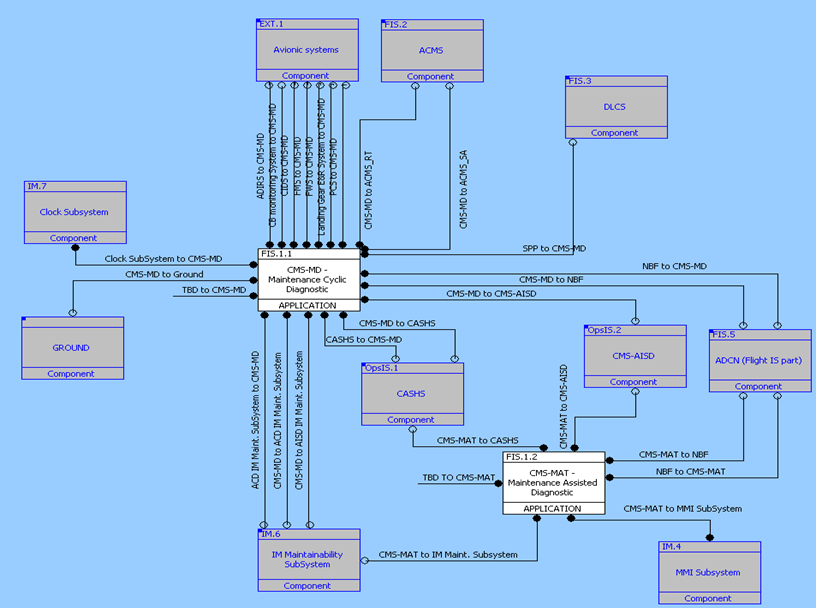 EXT.1
Avionic systems
Component
FIS.2
ACMS
Component
FIS.3
DLCS
Component
ADIRS to CMS-MD
CB monitoring System to CMS-MD
CIDS to CMS-MD
FMS to CMS-MD
FWS to CMS-MD
Landing Gear E&R System to CMS-MD
PCS to CMS-MD
CMS-MD to ACMS_RT
CMS-MD to ACMS_SA
IM.7
Clock Subsystem
Component
Clock SubSystem to CMS-MD
CMS-MD to Ground
TBD to CMS-MD
FIS.1.1
CMS-MD -
Maintenance Cyclic
Diagnostic
APPLICATION
SPP to CMS-MD
NBF to CMS-MD
CMS-MD to NBF
CMS-MD to CMS-AISD
GROUND
Component
CMS-MD to CASHS
CASHS to CMS-MD
OpsIS.2
CMS-AISD
Component
FIS.5
ADCN (Flight IS part)
Component
OpsIS.1
CASHS
Component
ACD IM Maint. SubSystem to CMS-MD
CMS-MD to ACD IM Maint. Subsystem
CMS-MD to AISD IM Maint. Subsystem
CMS-MAT to CASHS
CMS-MAT to CMS-AISD
CMS-MAT to NBF
NBF to CMS-MAT
TBD TO CMS-MAT
FIS.1.2
CMS-MAT -
Maintenance Assisted
Diagnostic
APPLICATION
CMS-MAT to MMI SubSystem
IM.6
IM Maintainability
SubSystem
Component
CMS-MAT to IM Maint. Subsystem
IM.4
MMI Subsystem
Component